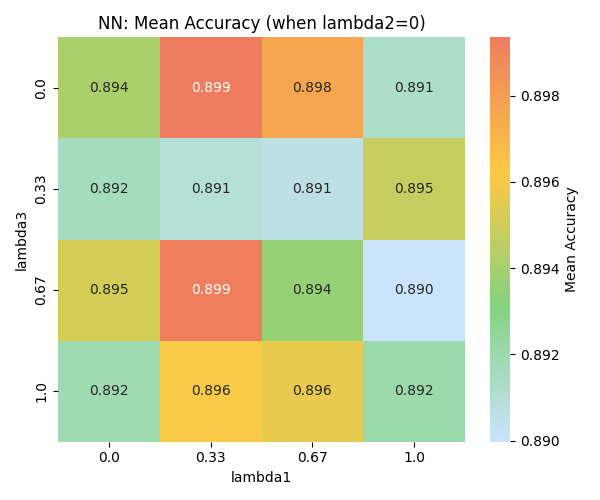 NN: Mean Accuracy (when lambda2=0)
0.0 0.894 0.899 0.898 0.891
0.33 0.892 0.891 0.891 0.895
0.67 0.895 0.899 0.894 0.890
1.0 0.892 0.896 0.896 0.892
0.0 0.33 0.67 1.0
lambda1
lambda3
0.898
0.896
0.894
0.892
0.890
Mean Accuracy